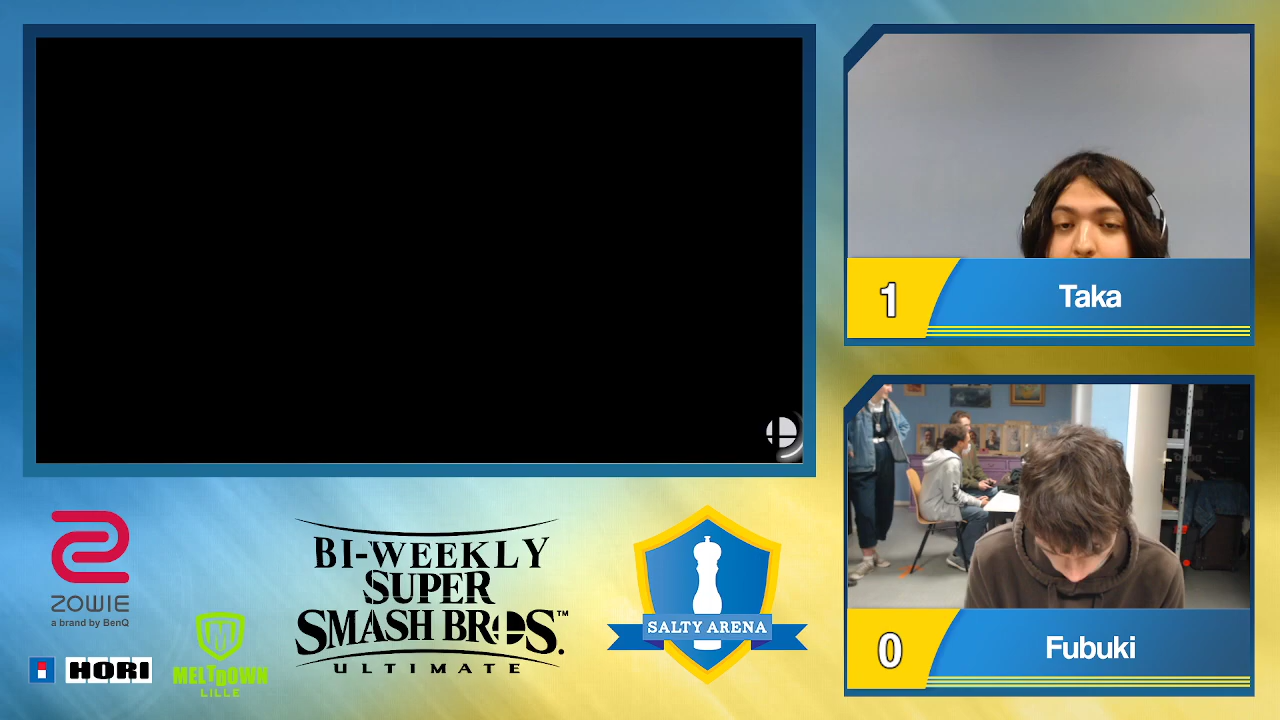 1
Taka
0
Fubuki
ZOWIE
a brand by BenQ
HORI
MELTDOWN
LILLE
BI-WEEKLY
SUPER
SMASH BROS.™
ULTIMATE
SALTY ARENA